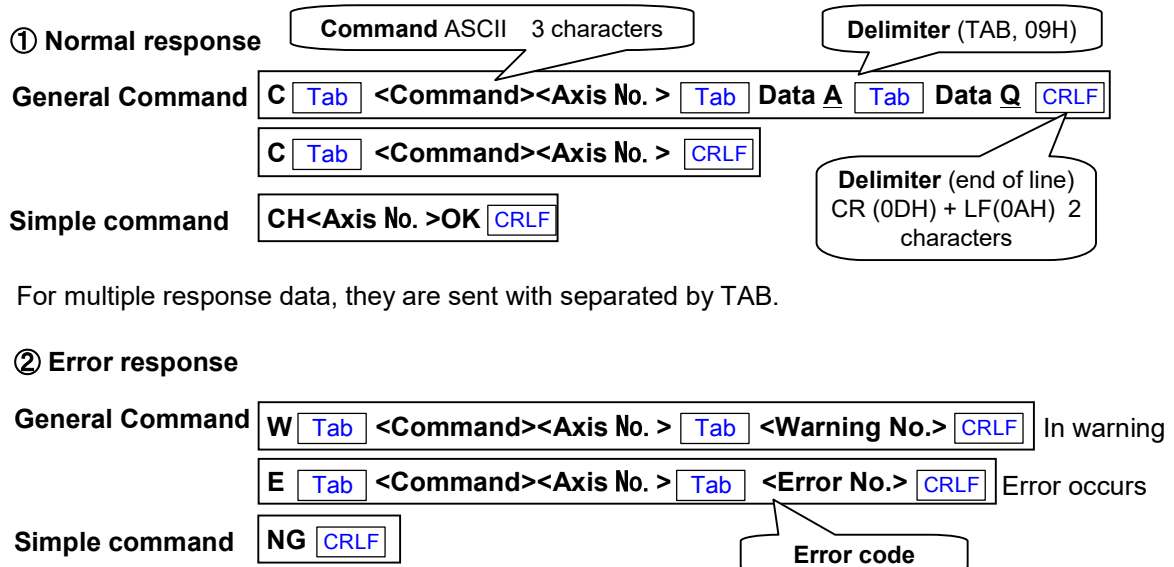 ① Normal response
Command ASCII 3 characters
Delimiter (TAB, 09H)
General Command
C Tab <Command><Axis No. > Tab Data A Tab Data Q CRLF
C Tab <Command><Axis No. > CRLF
Delimiter (end of line)
CR (0DH) + LF(0AH) 2
characters
Simple command
CH<Axis No. >OK CRLF
For multiple response data, they are sent with separated by TAB.
② Error response
General Command
W Tab <Command><Axis No. > Tab <Warning No.> CRLF In warning
E Tab <Command><Axis No. > Tab <Error No.> CRLF Error occurs
Simple command
NG CRLF
Error code